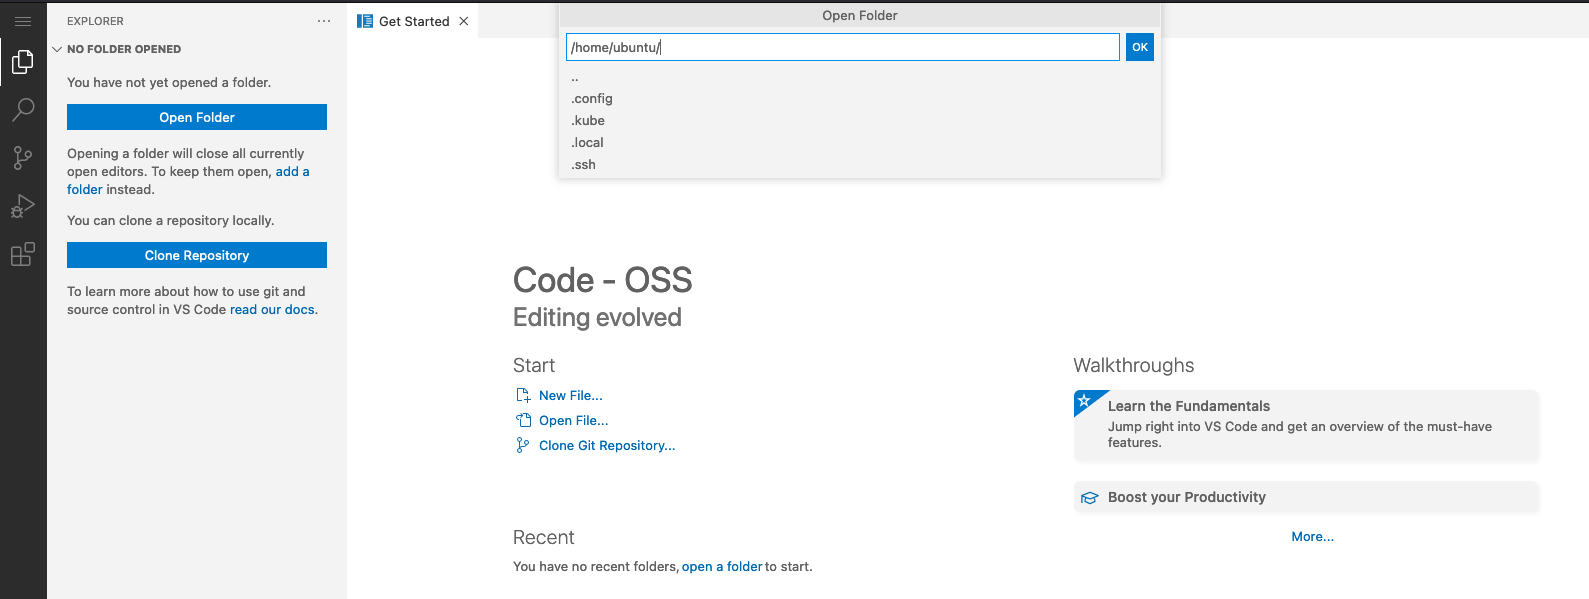 EXPLORER
...
NO FOLDER OPENED
You have not yet opened a folder.
Open Folder
Opening a folder will close all currently
open editors. To keep them open, add a
folder instead.
You can clone a repository locally.
Clone Repository
To learn more about how to use git and
source control in VS Code read our docs.
Get Started
Open Folder
/home/ubuntu/
OK
..
.config
.kube
.local
.ssh
Code - OSS
Editing evolved
Start
New File...
Open File...
Clone Git Repository...
Recent
You have no recent folders, open a folder to start.
Walkthroughs
Learn the Fundamentals
Jump right into VS Code and get an overview of the must-have
features.
Boost your Productivity
More...